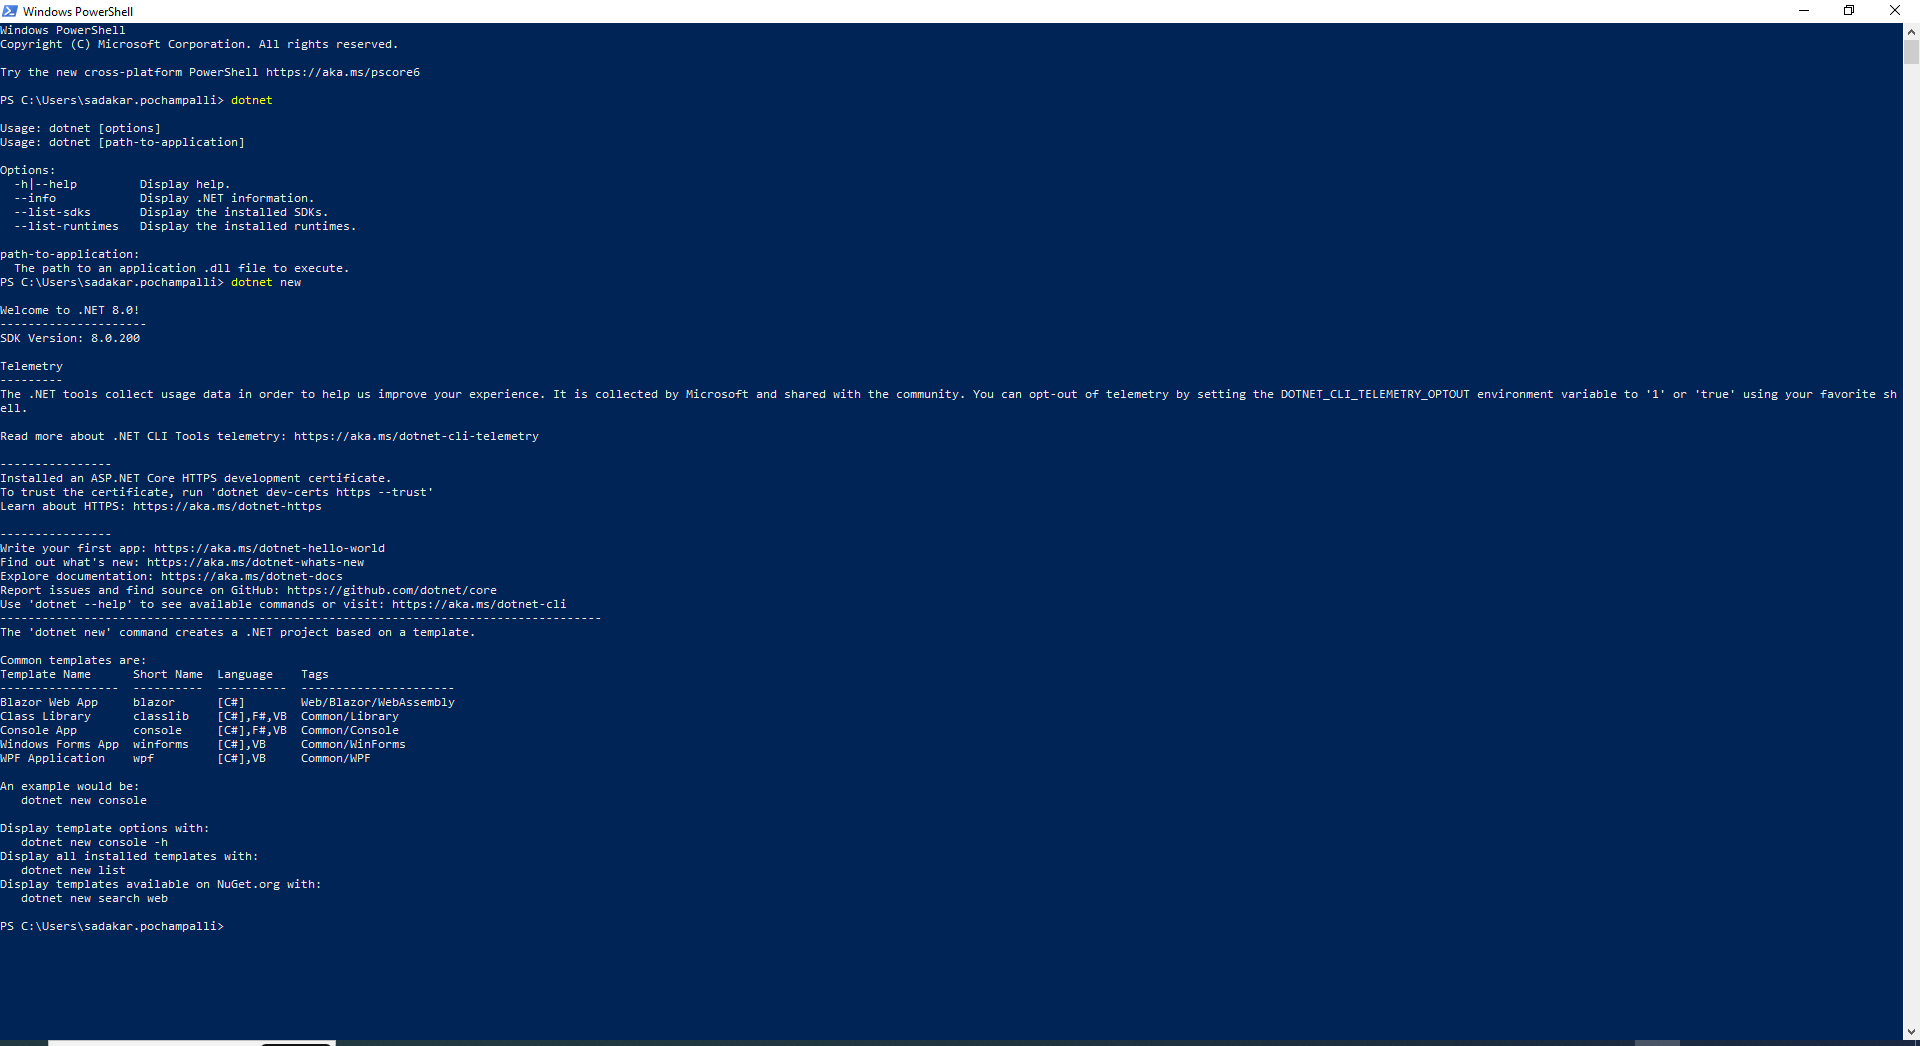 Windows PowerShell
Windows PowerShell
Copyright (C) Microsoft Corporation. All rights reserved.
Try the new cross-platform PowerShell https://aka.ms/pscore6
PS C:\Users\sadakar.pochampalli> dotnet
Usage: dotnet [options]
Usage: dotnet [path-to-application]
Options:
  -h|--help         Display help.
  --info            Display .NET information.
  --list-sdks       Display the installed SDKs.
  --list-runtimes   Display the installed runtimes.
path-to-application:
  The path to an application .dll file to execute.
PS C:\Users\sadakar.pochampalli> dotnet new
Welcome to .NET 8.0!
---------------------
SDK Version: 8.0.200
Telemetry
---------
The .NET tools collect usage data in order to help us improve your experience. It is collected by Microsoft and shared with the community. You can opt-out of telemetry by setting the DOTNET_CLI_TELEMETRY_OPTOUT environment variable to '1' or 'true' using your favorite sh
ell.
Read more about .NET CLI Tools telemetry: https://aka.ms/dotnet-cli-telemetry
----------------
Installed an ASP.NET Core HTTPS development certificate.
To trust the certificate, run 'dotnet dev-certs https --trust'
Learn about HTTPS: https://aka.ms/dotnet-https
----------------
Write your first app: https://aka.ms/dotnet-hello-world
Find out what's new: https://aka.ms/dotnet-whats-new
Explore documentation: https://aka.ms/dotnet-docs
Report issues and find source on GitHub: https://github.com/dotnet/core
Use 'dotnet --help' to see available commands or visit: https://aka.ms/dotnet-cli
--------------------------------------------------------------------------------------
The 'dotnet new' command creates a .NET project based on a template.
Common templates are:
Template Name      Short Name  Language    Tags
-----------------  ----------  ----------  ----------------------
Blazor Web App     blazor      [C#]        Web/Blazor/WebAssembly
Class Library      classlib    [C#],F#,VB  Common/Library
Console App        console     [C#],F#,VB  Common/Console
Windows Forms App  winforms    [C#],VB     Common/WinForms
WPF Application    wpf         [C#],VB     Common/WPF
An example would be:
   dotnet new console
Display template options with:
   dotnet new console -h
Display all installed templates with:
   dotnet new list
Display templates available on NuGet.org with:
   dotnet new search web
PS C:\Users\sadakar.pochampalli>